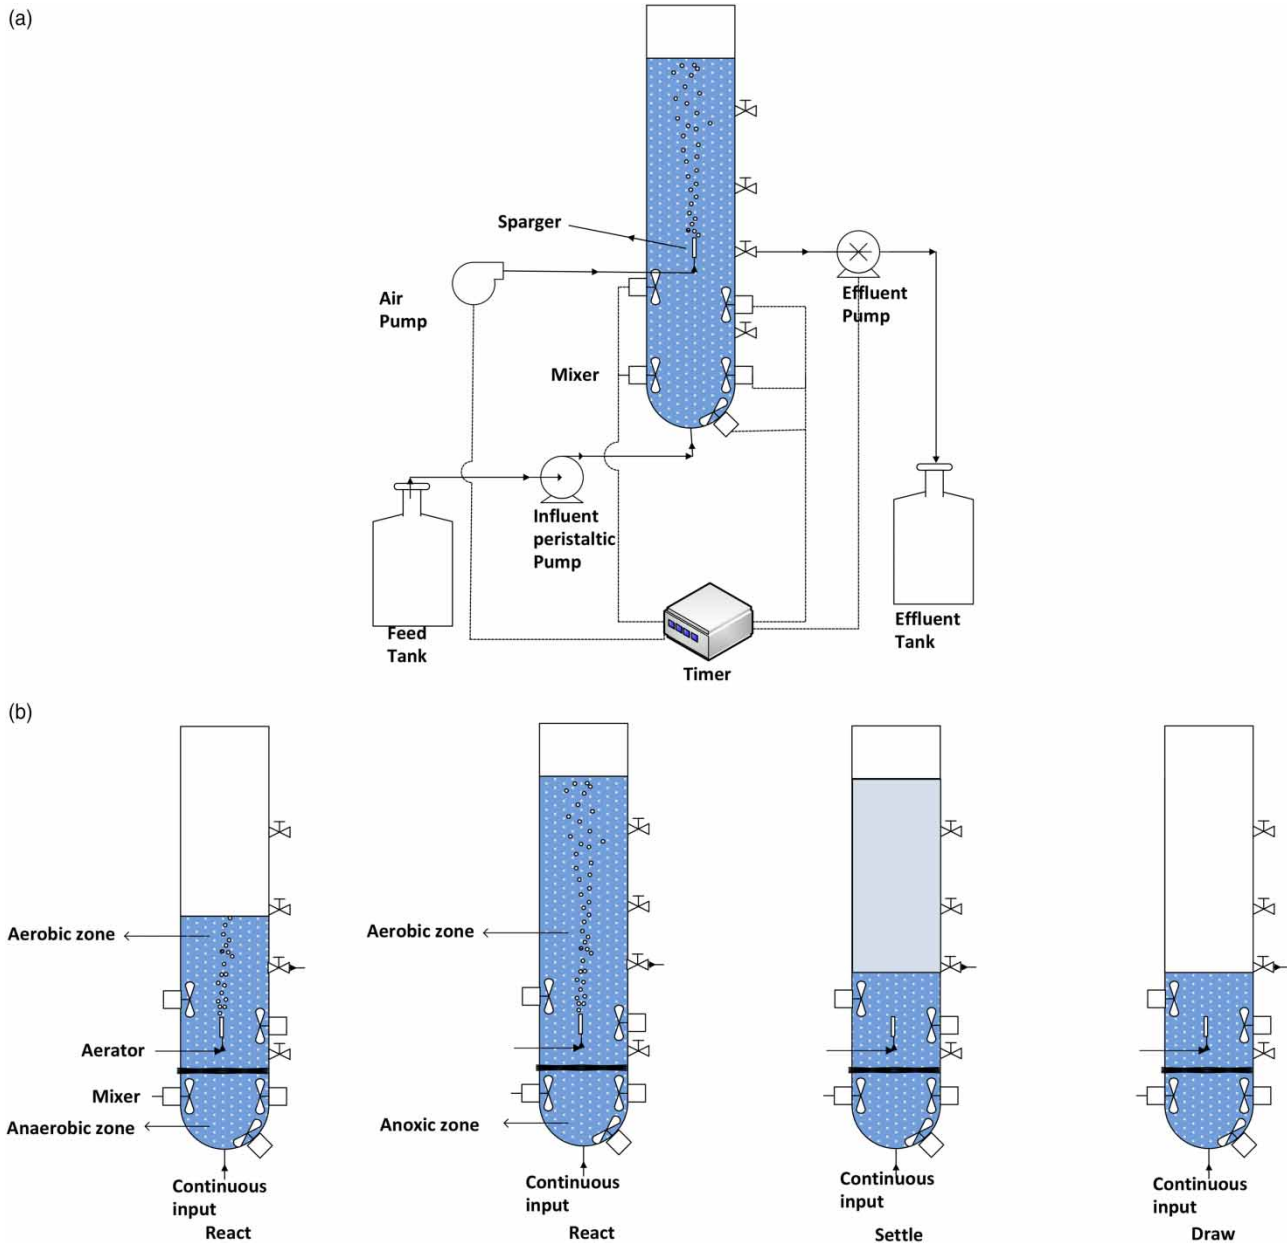 (a)
Sparger
Air
Pump
Effluent
Pump
Mixer
Influent
peristaltic
Pump
Feed
Tank
Effluent
Tank
Timer
(b)
Aerobic zone
Aerobic zone
Aerator
Mixer
Anaerobic zone
Anoxic zone
Continuous
input
React
Continuous
input
React
Continuous
input
Settle
Continuous
input
Draw